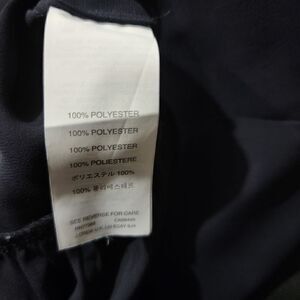 100% POLYESTER
100% POLYESTER
100% POLYESTER
100% POLIESTERE
ポリエステル 100%
100% 폴리에스테르
SEE REVERSE FOR CARE